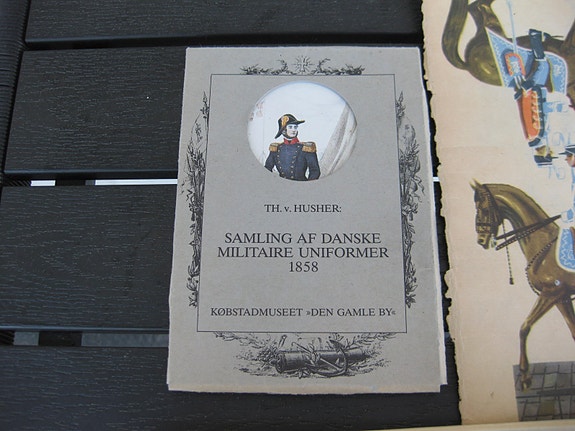 TH. v. HUSHER:
SAMLING AF DANSKE
MILITAIRE UNIFORMER
1858
KØBSTADMUSEET »DEN GAMLE BY«